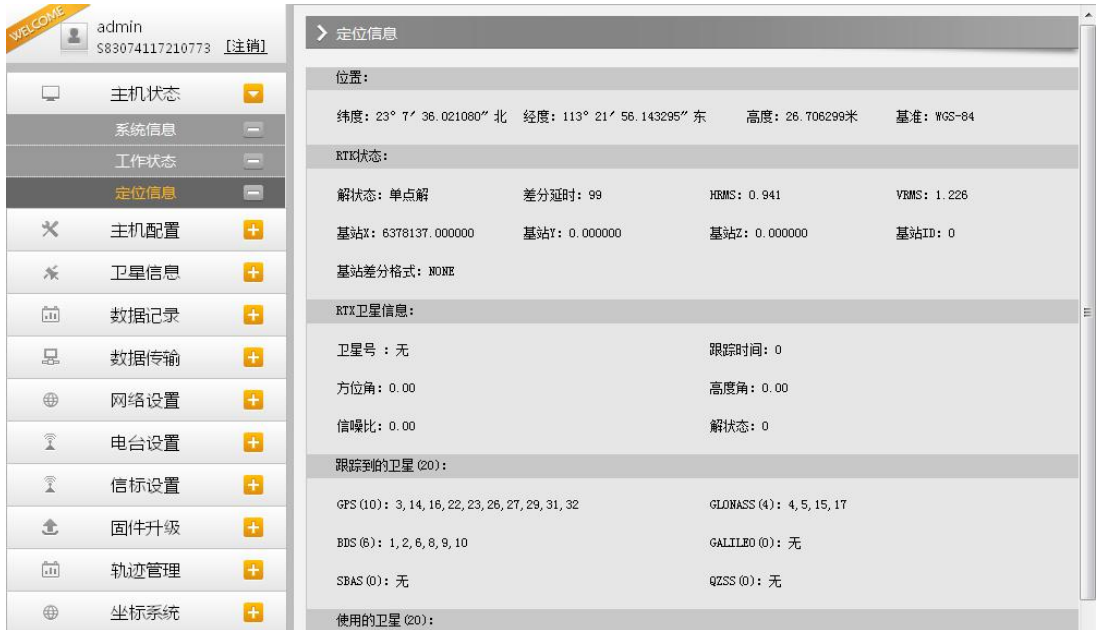 WELCOME
admin
S83074117210773 [注销]
主机状态
系统信息
工作状态
定位信息
主机配置
卫星信息
数据记录
数据传输
网络设置
电台设置
信标设置
固件升级
轨迹管理
坐标系统
定位信息
位置:
纬度: 23° 7′ 36.021080″ 北 经度: 113° 21′ 56.143295″ 东 高度: 26.706299米 基准: WGS-84
RTK状态:
解状态: 单点解 差分延时: 99 HRMS: 0.941 VRMS: 1.226
基站X: 6378137.000000 基站Y: 0.000000 基站Z: 0.000000 基站ID: 0
基站差分格式: NONE
RTX卫星信息:
卫星号 : 无 跟踪时间: 0
方位角: 0.00 高度角: 0.00
信噪比: 0.00 解状态: 0
跟踪到的卫星(20):
GPS(10): 3,14,16,22,23,26,27,29,31,32 GLONASS(4): 4,5,15,17
BDS(6): 1,2,6,8,9,10 GALILEO(0): 无
SBAS(0): 无 QZSS(0): 无
使用的卫星(20):